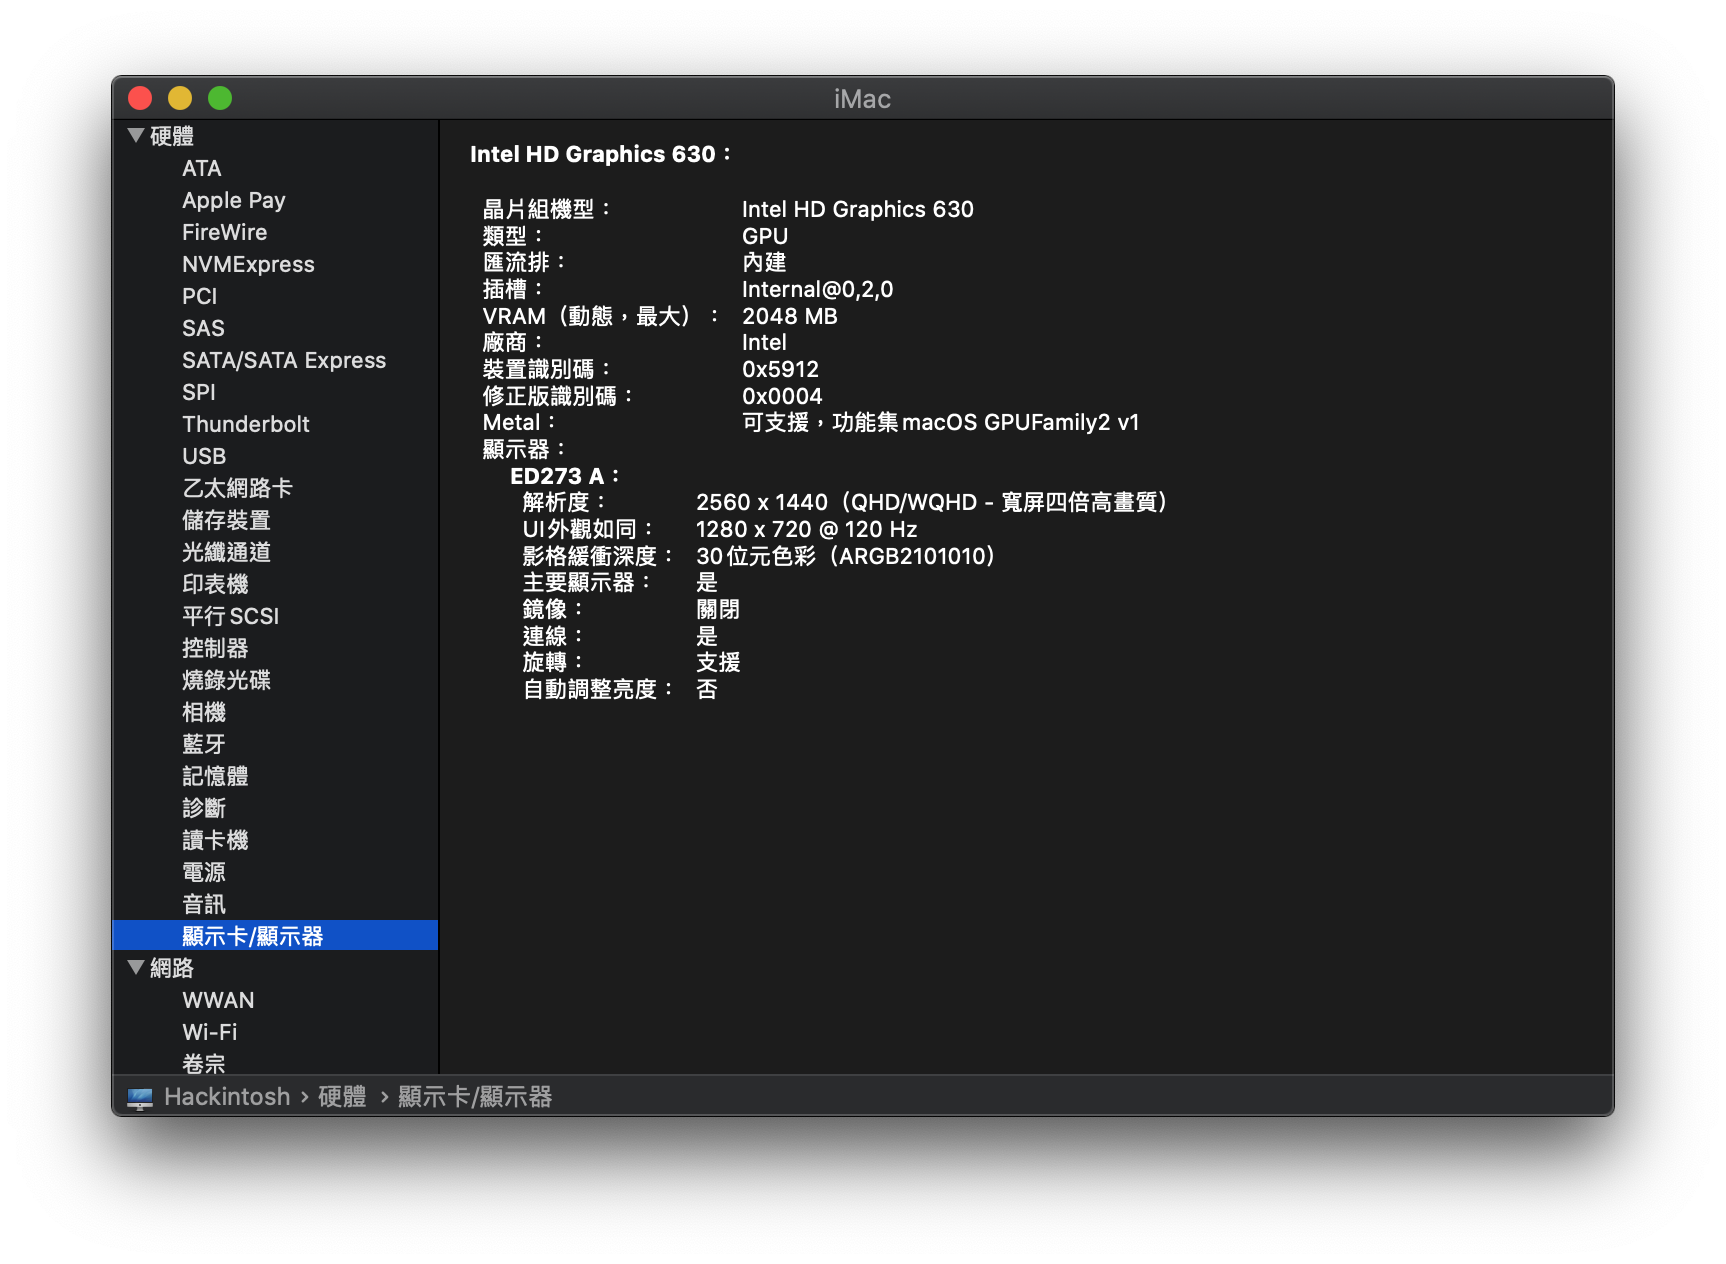 iMac
硬體
ATA
Apple Pay
FireWire
NVMExpress
PCI
SAS
SATA/SATA Express
SPI
Thunderbolt
USB
乙太網路卡
儲存裝置
光纖通道
印表機
平行SCSI
控制器
燒錄光碟
相機
藍牙
記憶體
診斷
讀卡機
電源
音訊
顯示卡/顯示器
網路
WWAN
Wi-Fi
卷宗
Intel HD Graphics 630：
晶片組機型： Intel HD Graphics 630
類型： GPU
匯流排： 內建
插槽： Internal@0,2,0
VRAM（動態，最大）： 2048 MB
廠商： Intel
裝置識別碼： 0x5912
修正版識別碼： 0x0004
Metal： 可支援，功能集macOS GPUFamily2 v1
顯示器：
ED273 A：
解析度： 2560 x 1440（QHD/WQHD - 寬屏四倍高畫質）
UI外觀如同： 1280 x 720 @ 120 Hz
影格緩衝深度： 30位元色彩（ARGB2101010）
主要顯示器： 是
鏡像： 關閉
連線： 是
旋轉： 支援
自動調整亮度： 否
Hackintosh › 硬體 › 顯示卡/顯示器